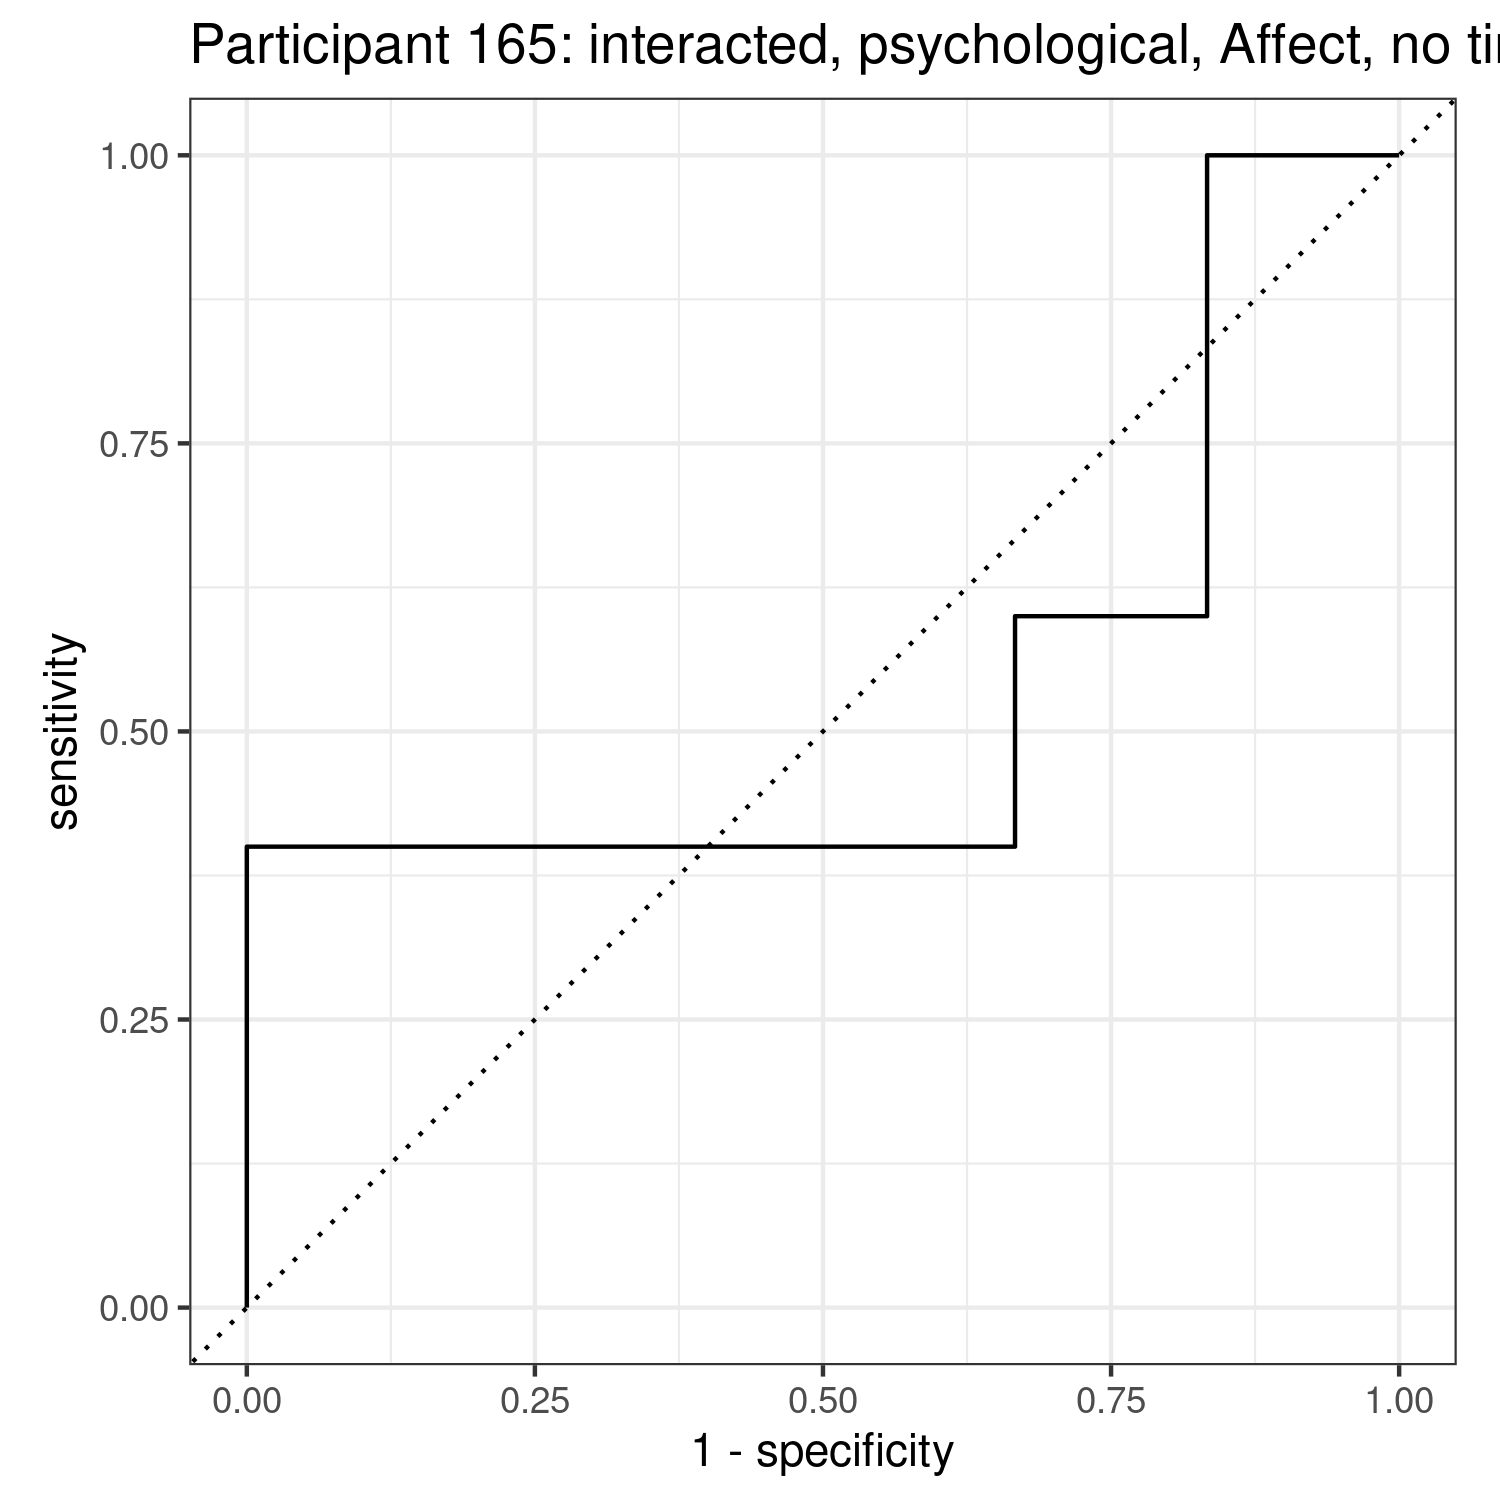 Participant 165: interacted, psychological, Affect, no
1.00
0.75
0.50
0.25
0.00
sensitivity
0.00 0.25 0.50 0.75 1.00
1 - specificity